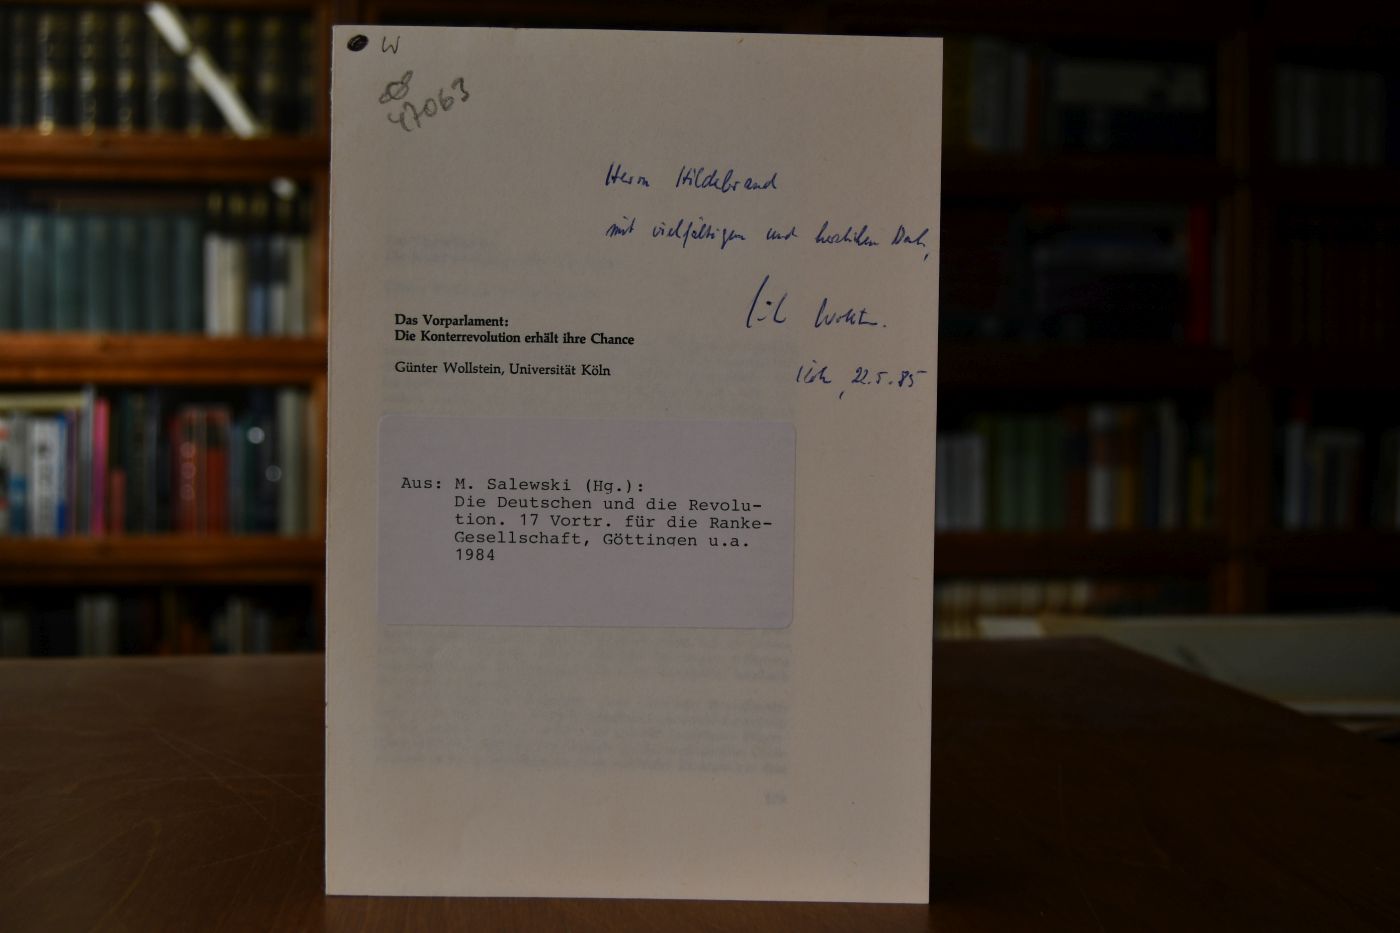 W
47063
Herrn Hildebrand
mit vielfältigem und herzlichem Dank,
Wollstein.
Köln, 22.5.85
Das Vorparlament:
Die Konterrevolution erhält ihre Chance
Günter Wollstein, Universität Köln
Aus: M. Salewski (Hg.):
Die Deutschen und die Revolu-
tion. 17 Vortr. für die Ranke-
Gesellschaft, Göttingen u.a.
1984